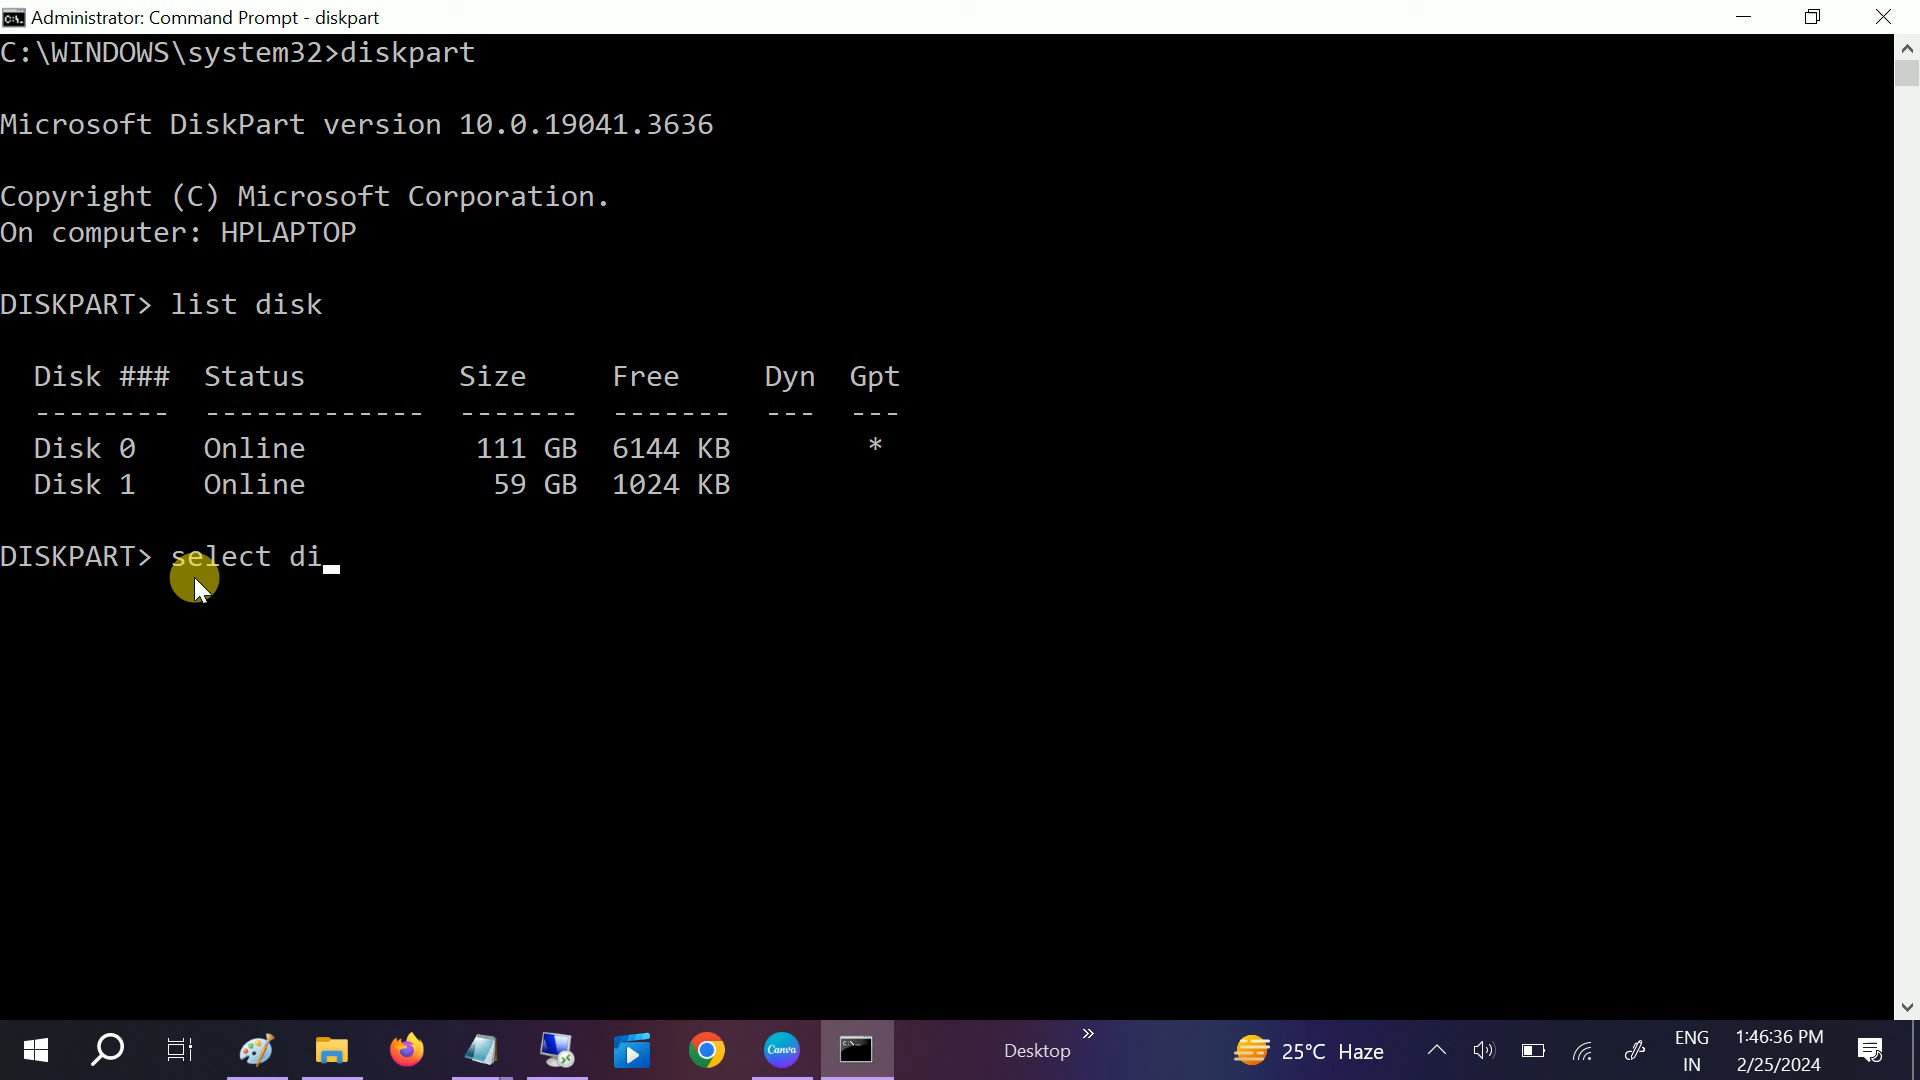 Administrator: Command Prompt - diskpart
C:\WINDOWS\system32>diskpart
Microsoft DiskPart version 10.0.19041.3636
Copyright (C) Microsoft Corporation.
On computer: HPLAPTOP
DISKPART> list disk
Disk ### Status Size Free Dyn Gpt
-------- ------------- ------- ------- --- ---
Disk 0 Online 111 GB 6144 KB *
Disk 1 Online 59 GB 1024 KB
DISKPART> select di_
Canva
Desktop »
25°C Haze
ENG
IN
1:46:36 PM
2/25/2024